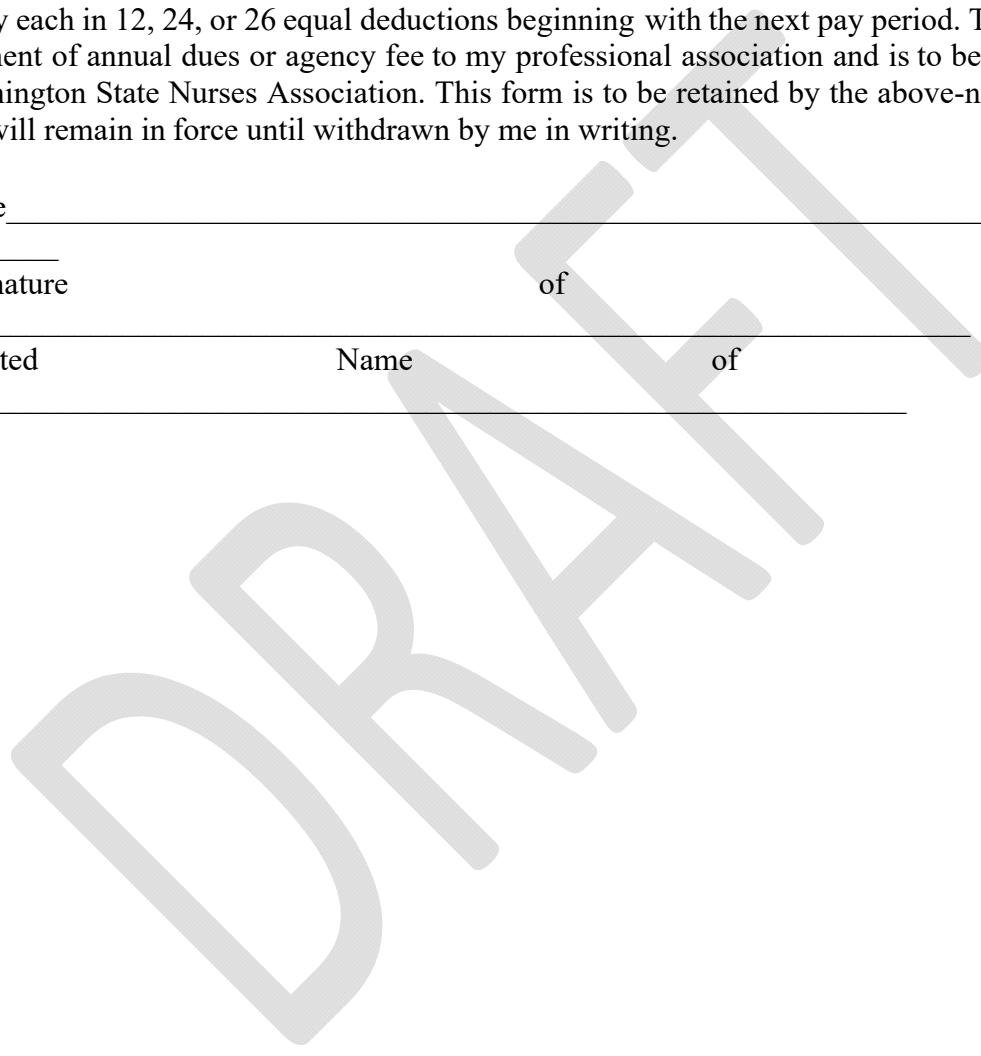 y each in 12, 24, or 26 equal deductions beginning with the next pay period. T
ent of annual dues or agency fee to my professional association and is to be
ington State Nurses Association. This form is to be retained by the above-n
will remain in force until withdrawn by me in writing.
e
nature of
ted Name of
DRAFT